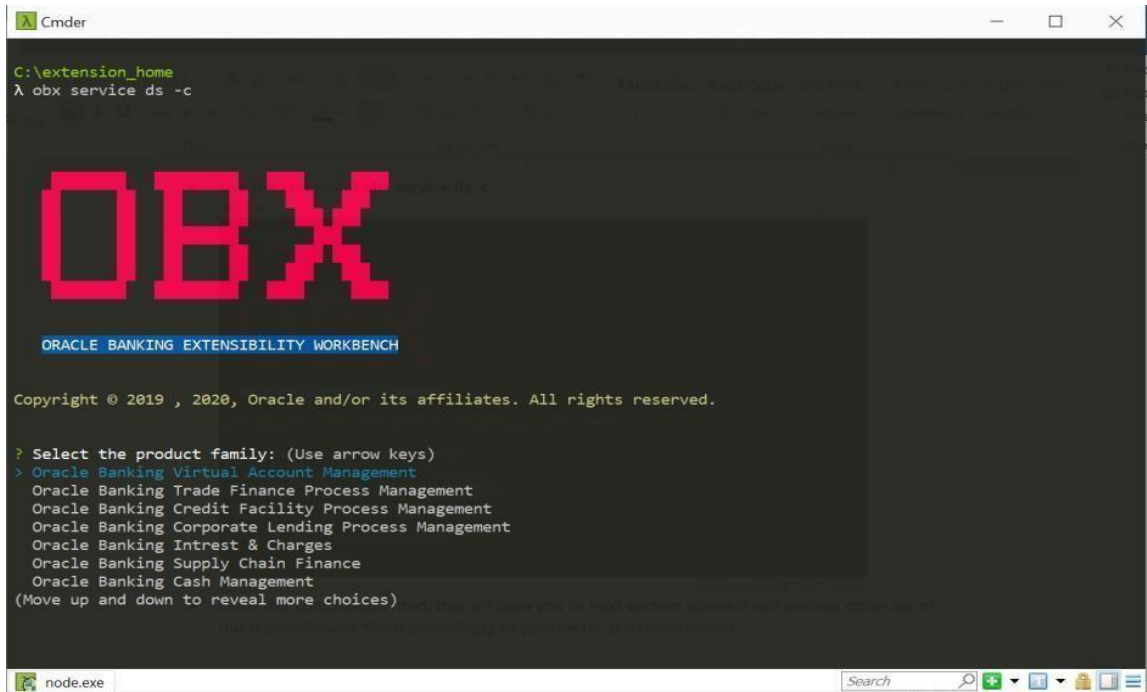 Cmder
C:\extension_home
λ obx service ds -c
OBX
ORACLE BANKING EXTENSIBILITY WORKBENCH
Copyright © 2019 , 2020, Oracle and/or its affiliates. All rights reserved.
? Select the product family: (Use arrow keys)
> Oracle Banking Virtual Account Management
Oracle Banking Trade Finance Process Management
Oracle Banking Credit Facility Process Management
Oracle Banking Corporate Lending Process Management
Oracle Banking Intrest & Charges
Oracle Banking Supply Chain Finance
Oracle Banking Cash Management
(Move up and down to reveal more choices)
node.exe
Search